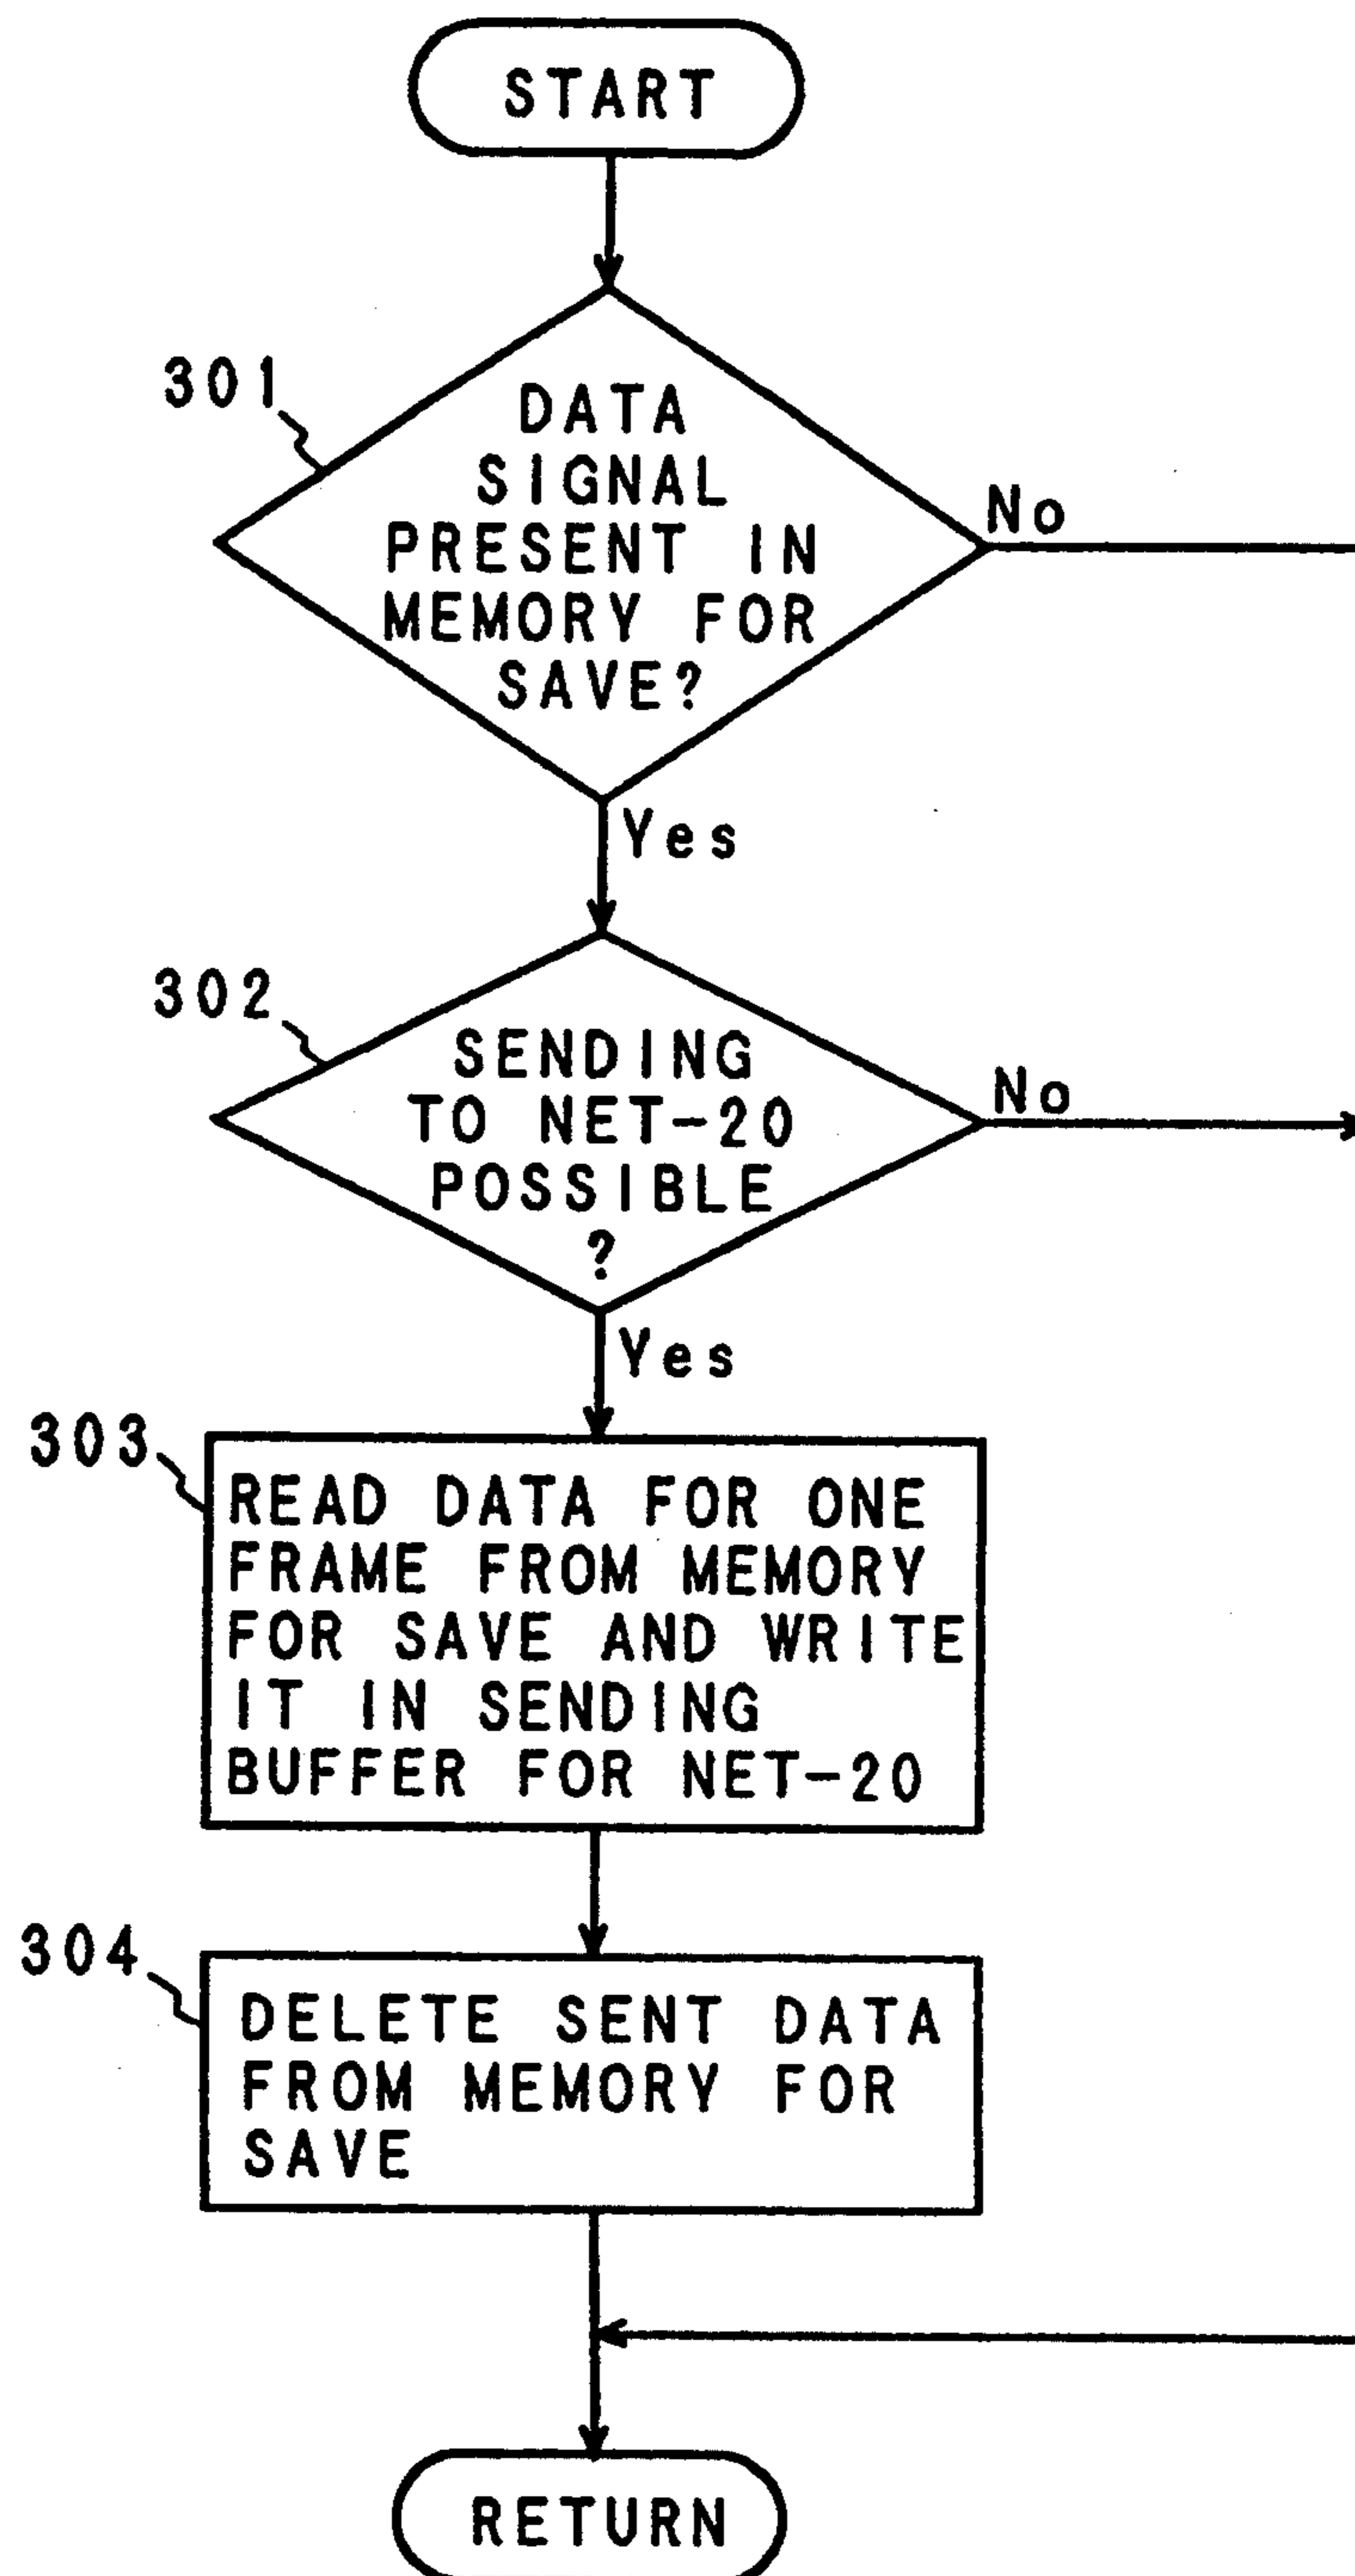 START
301
DATA
SIGNAL
PRESENT IN
MEMORY FOR
SAVE?
No
Yes
302
SENDING
TO NET-20
POSSIBLE
?
No
Yes
303
READ DATA FOR ONE
FRAME FROM MEMORY
FOR SAVE AND WRITE
IT IN SENDING
BUFFER FOR NET-20
304
DELETE SENT DATA
FROM MEMORY FOR
SAVE
RETURN